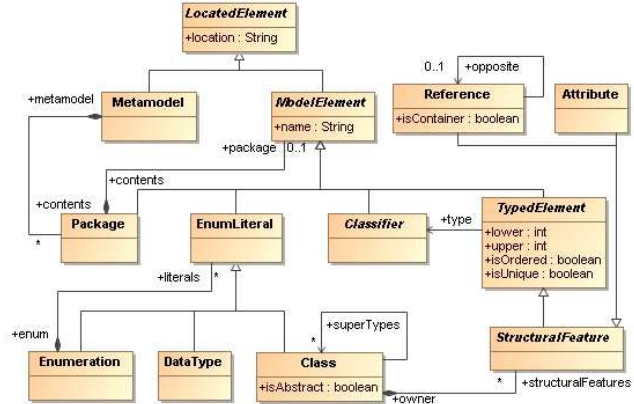 LocatedElement
+location : String
+metamodel
Metamodel
ModelElement
+name : String
0..1
+opposite
Reference
+isContainer : boolean
Attribute
+package
0..1
+contents
+contents
*
Package
EnumLiteral
Classifier
+type
TypedElement
+lower : int
+upper : int
+isOrdered : boolean
+isUnique : boolean
+literals
*
+enum
+superTypes
*
Enumeration
DataType
Class
+isAbstract : boolean
+owner
StructuralFeature
*
+structuralFeatures